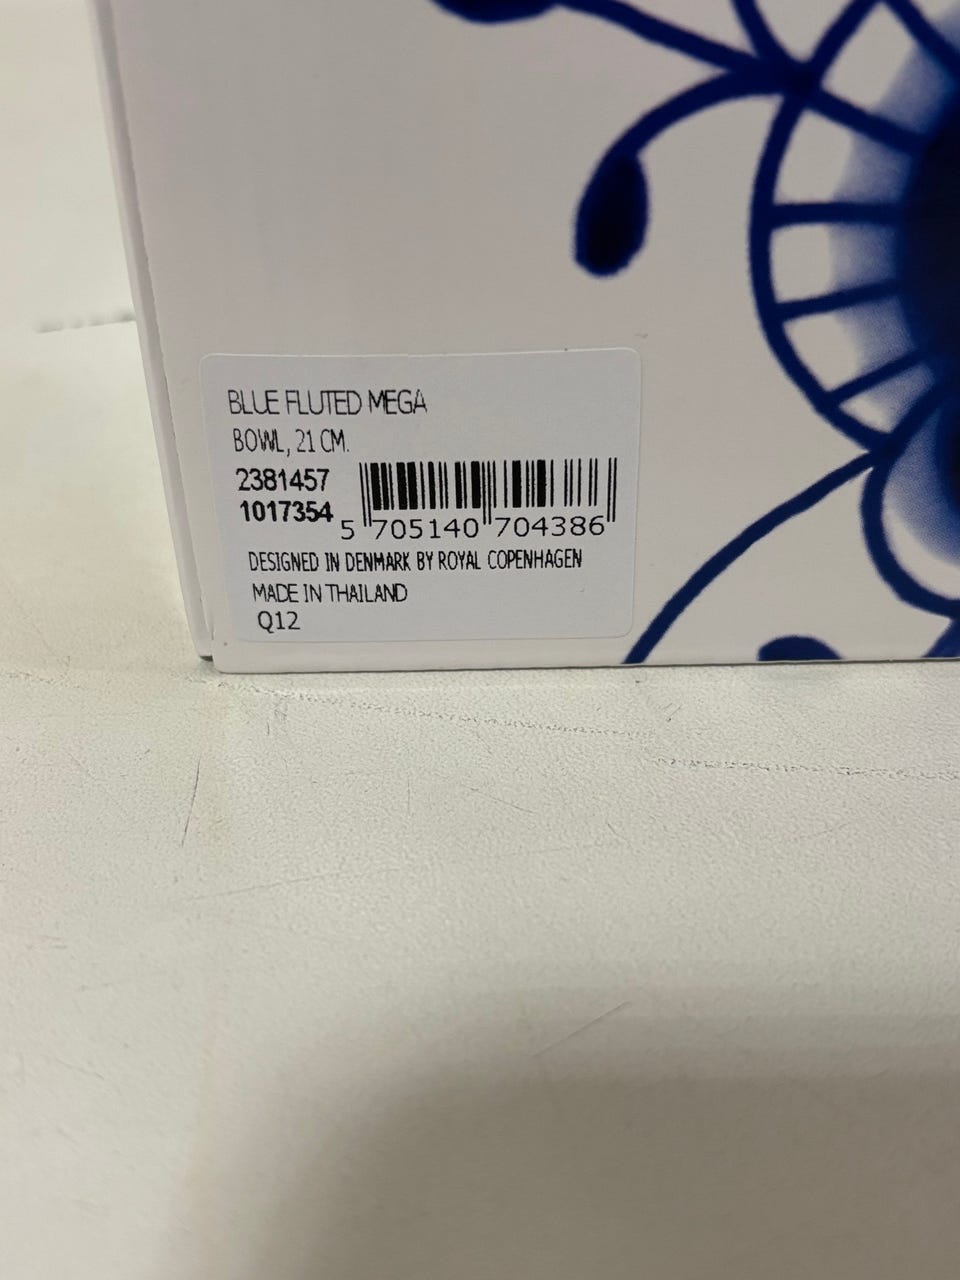 BLUE FLUTED MEGA
BOWL, 21 CM.
2381457
1017354
5 705140 704386
DESIGNED IN DENMARK BY ROYAL COPENHAGEN
MADE IN THAILAND
Q12